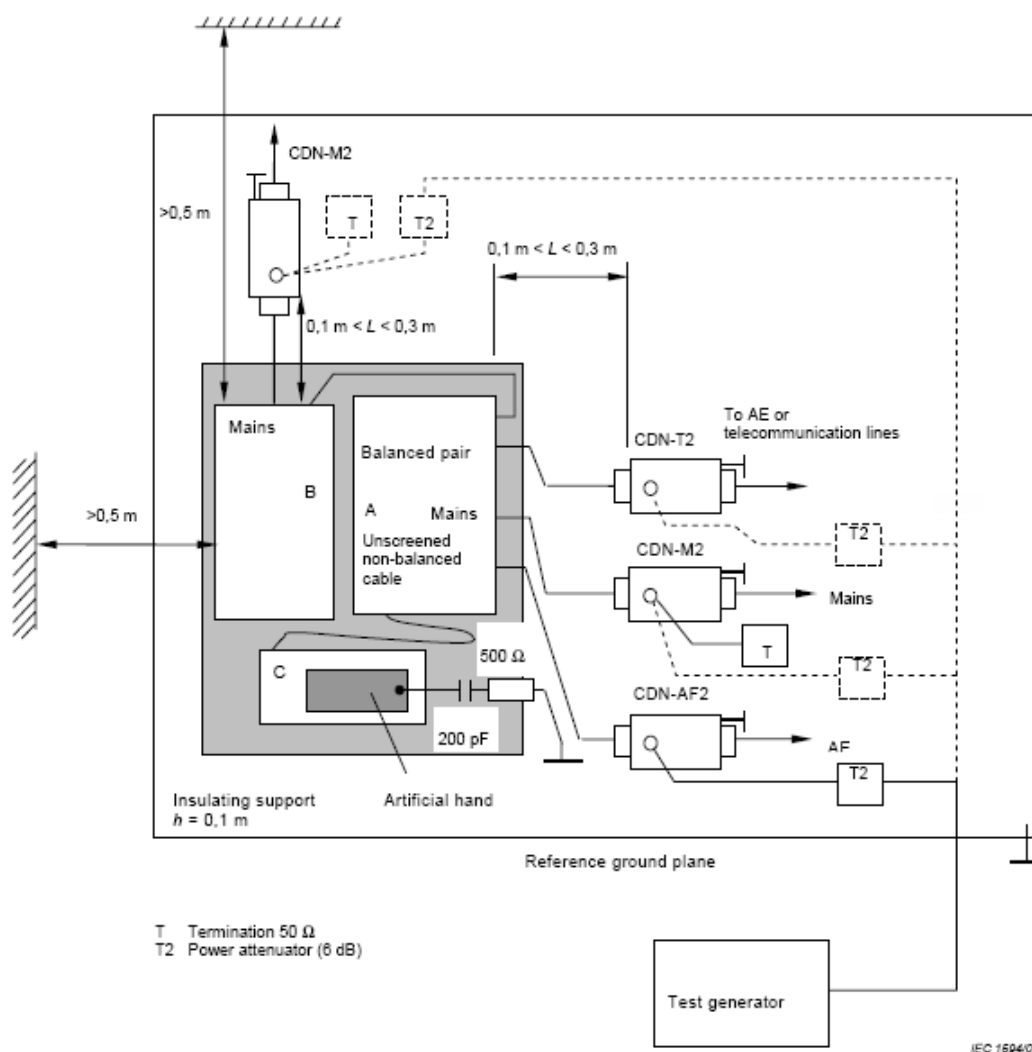 CDN-M2
>0,5 m
T
T2
0,1 m < L < 0,3 m
0,1 m < L < 0,3 m
Mains
Balanced pair
B
A
Mains
Unscreened
non-balanced
cable
CDN-T2
To AE or
telecommunication lines
>0,5 m
T2
CDN-M2
Mains
T
T2
C
500 Ω
200 pF
CDN-AF2
AE
T2
Insulating support
h = 0,1 m
Artificial hand
Reference ground plane
T Termination 50 Ω
T2 Power attenuator (6 dB)
Test generator